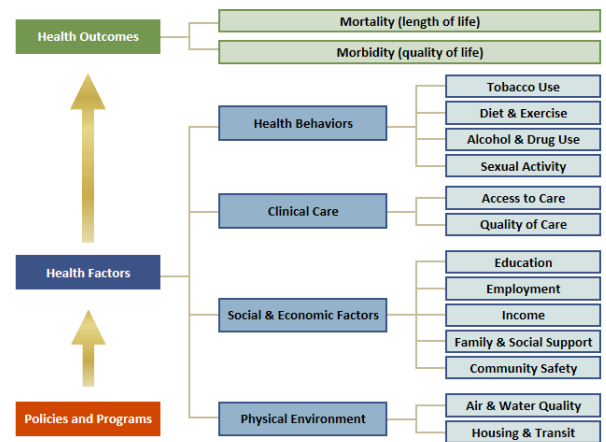 Health Outcomes
Mortality (length of life)
Morbidity (quality of life)
Health Factors
Health Behaviors
Tobacco Use
Diet & Exercise
Alcohol & Drug Use
Sexual Activity
Clinical Care
Access to Care
Quality of Care
Social & Economic Factors
Education
Employment
Income
Family & Social Support
Community Safety
Physical Environment
Air & Water Quality
Housing & Transit
Policies and Programs